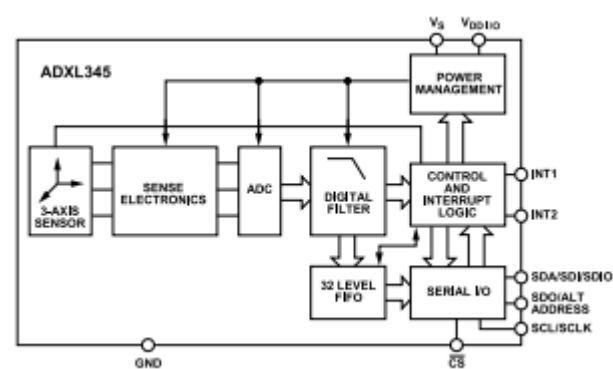 VS VDD I/O
ADXL345
POWER
MANAGEMENT
3-AXIS
SENSOR
SENSE
ELECTRONICS
ADC
DIGITAL
FILTER
CONTROL
AND
INTERRUPT
LOGIC
INT1
INT2
32 LEVEL
FIFO
SERIAL I/O
SDA/SDI/SDIO
SDO/ALT
ADDRESS
SCL/SCLK
GND
CS